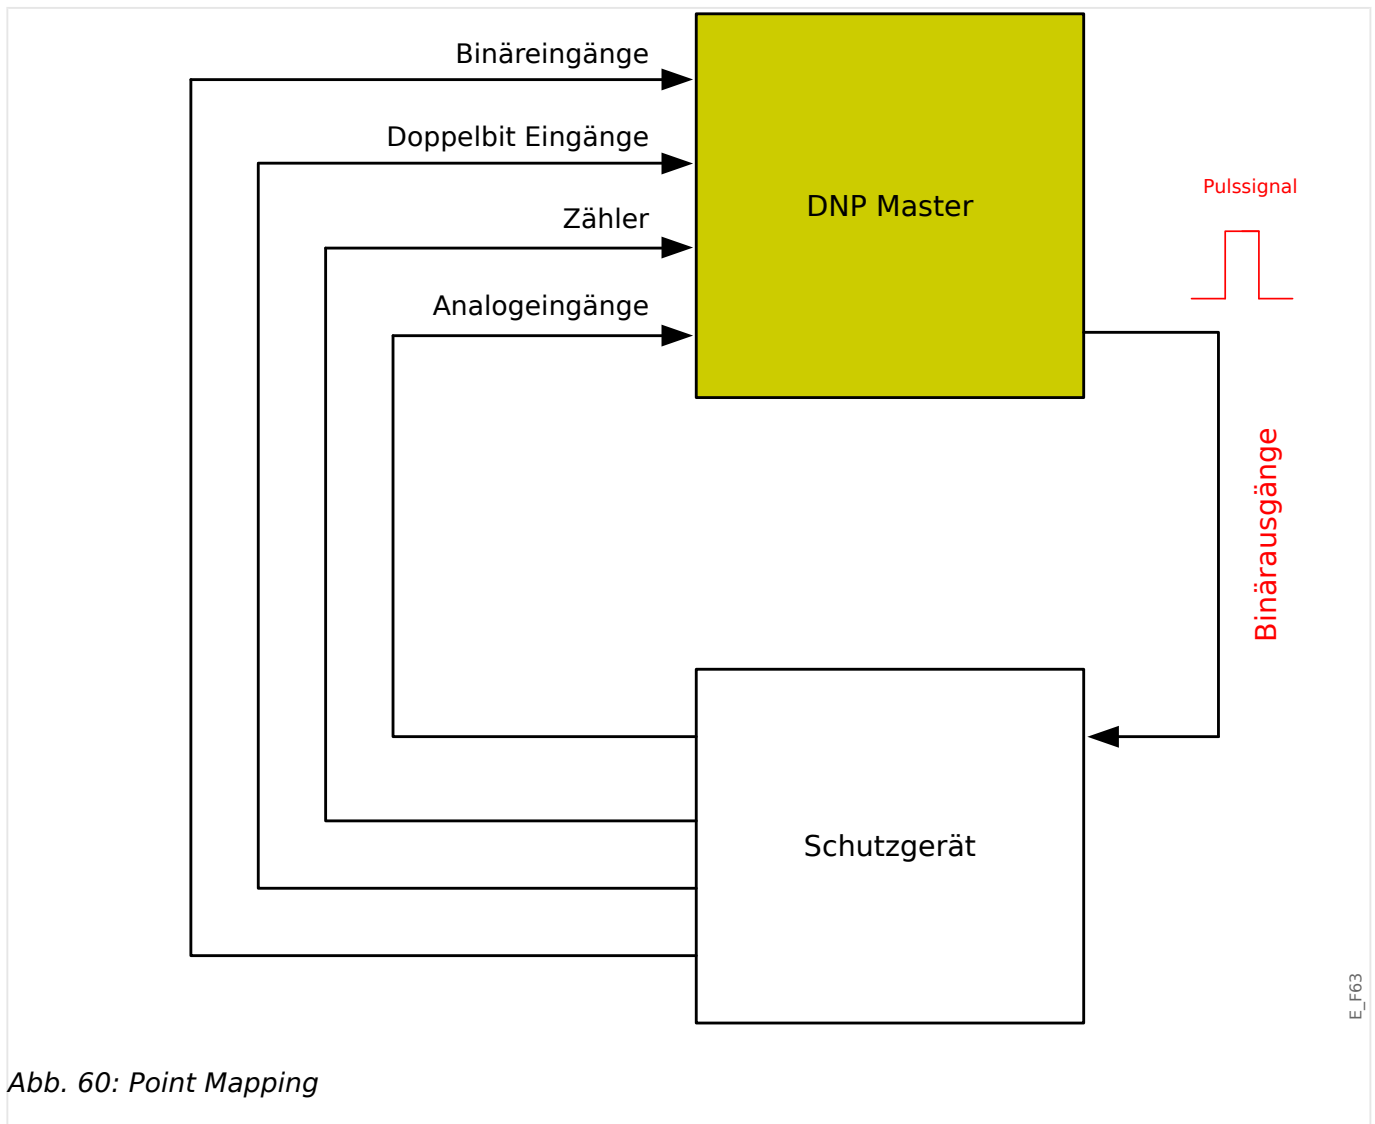 Binäreingänge
Doppelbit Eingänge
Zähler
Analogeingänge
DNP Master
Pulssignal
Binärausgänge
Schutzgerät
E_F63
Abb. 60: Point Mapping